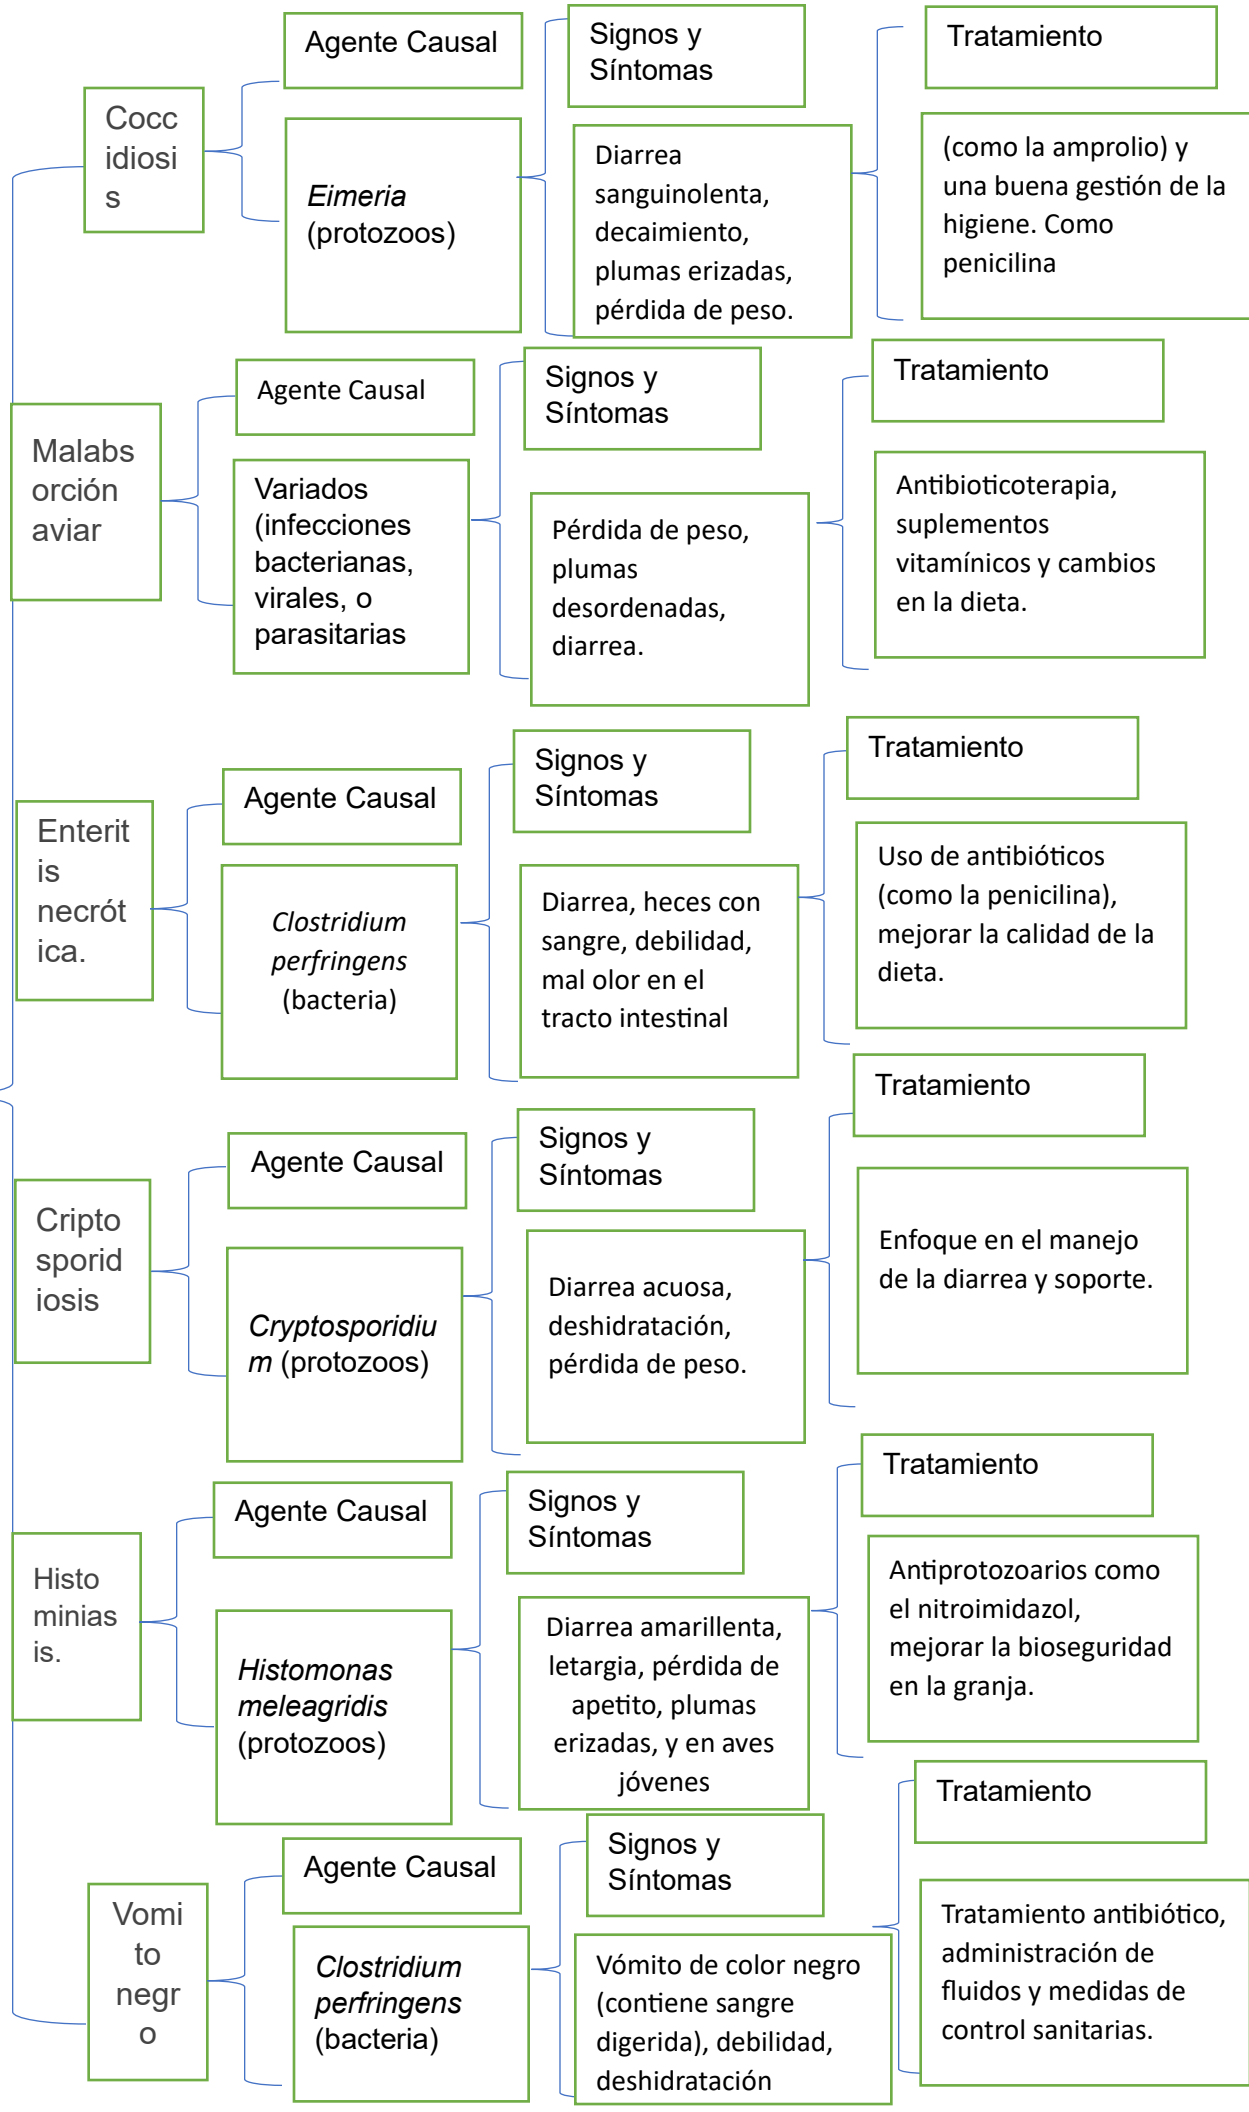 Cocc
idiosi
s
Agente Causal
Eimeria
(protozoos)
Signos y
Síntomas
Diarrea
sanguinolenta,
decaimiento,
plumas erizadas,
pérdida de peso.
Tratamiento
(como la amprolio) y
una buena gestión de la
higiene. Como
penicilina
Malabs
orción
aviar
Agente Causal
Variados
(infecciones
bacterianas,
virales, o
parasitarias
Signos y
Síntomas
Pérdida de peso,
plumas
desordenadas,
diarrea.
Tratamiento
Antibioticoterapia,
suplementos
vitamínicos y cambios
en la dieta.
Enterit
is
necrót
ica.
Agente Causal
Clostridium
perfringens
(bacteria)
Signos y
Síntomas
Diarrea, heces con
sangre, debilidad,
mal olor en el
tracto intestinal
Tratamiento
Uso de antibióticos
(como la penicilina),
mejorar la calidad de la
dieta.
Cripto
sporid
iosis
Agente Causal
Cryptosporidiu
m (protozoos)
Signos y
Síntomas
Diarrea acuosa,
deshidratación,
pérdida de peso.
Tratamiento
Enfoque en el manejo
de la diarrea y soporte.
Histo
minias
is.
Agente Causal
Histomonas
meleagridis
(protozoos)
Signos y
Síntomas
Diarrea amarillenta,
letargia, pérdida de
apetito, plumas
erizadas, y en aves
jóvenes
Tratamiento
Antiprotozoarios como
el nitroimidazol,
mejorar la bioseguridad
en la granja.
Vomi
to
negr
o
Agente Causal
Clostridium
perfringens
(bacteria)
Signos y
Síntomas
Vómito de color negro
(contiene sangre
digerida), debilidad,
deshidratación
Tratamiento
Tratamiento antibiótico,
administración de
fluidos y medidas de
control sanitarias.